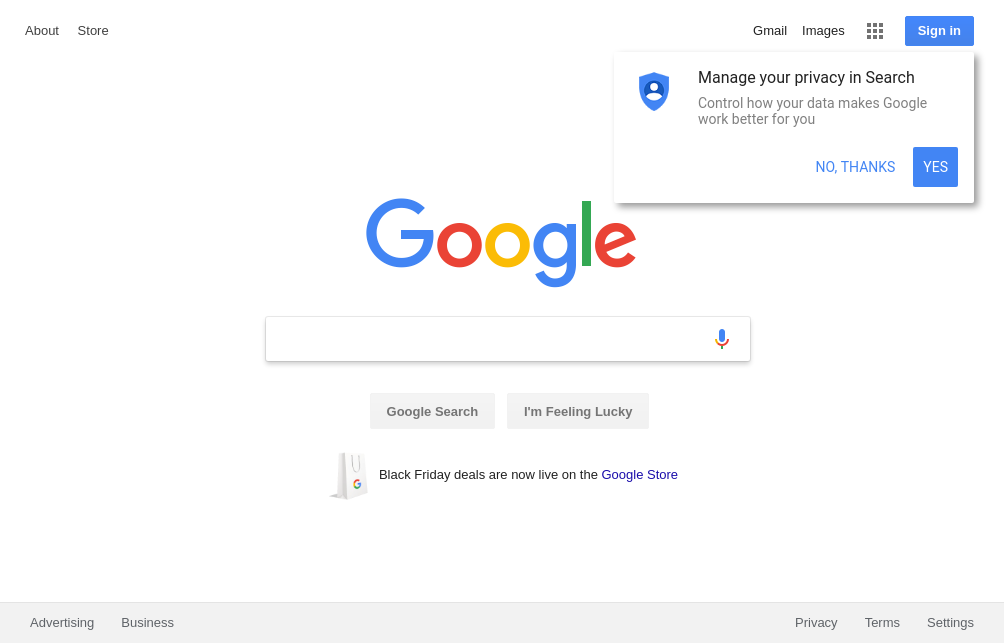 About Store Gmail Images Sign in
Manage your privacy in Search
Control how your data makes Google
work better for you
NO, THANKS YES
Google
Google Search I'm Feeling Lucky
Black Friday deals are now live on the Google Store
Advertising Business Privacy Terms Settings